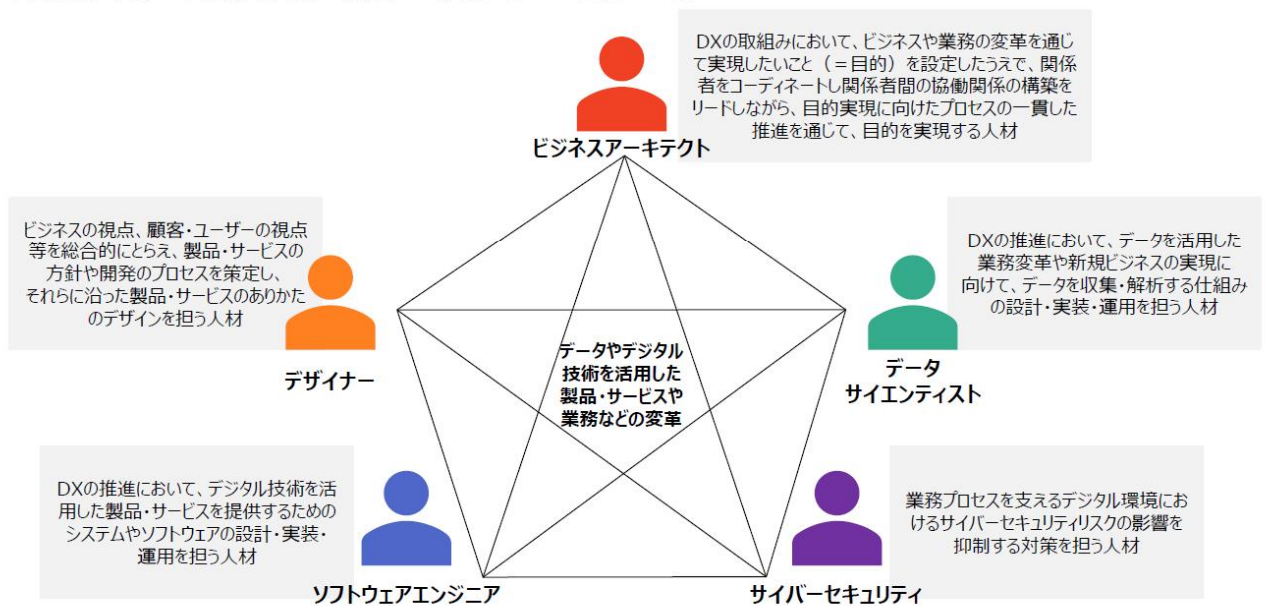 DXの取組みにおいて、ビジネスや業務の変革を通じ
て実現したいこと（＝目的）を設定したうえで、関係
者をコーディネートし関係者間の協働関係の構築を
リードしながら、目的実現に向けたプロセスの一貫した
推進を通じて、目的を実現する人材
ビジネスアーキテクト
ビジネスの視点、顧客・ユーザーの視点
等を総合的にとらえ、製品・サービスの
方針や開発のプロセスを策定し、
それらに沿った製品・サービスのありかた
のデザインを担う人材
デザイナー
DXの推進において、データを活用した
業務変革や新規ビジネスの実現に
向けて、データを収集・解析する仕組み
の設計・実装・運用を担う人材
データ
サイエンティスト
データやデジタル
技術を活用した
製品・サービスや
業務などの変革
DXの推進において、デジタル技術を活
用した製品・サービスを提供するための
システムやソフトウェアの設計・実装・
運用を担う人材
ソフトウェアエンジニア
業務プロセスを支えるデジタル環境にお
けるサイバーセキュリティリスクの影響を
抑制する対策を担う人材
サイバーセキュリティ